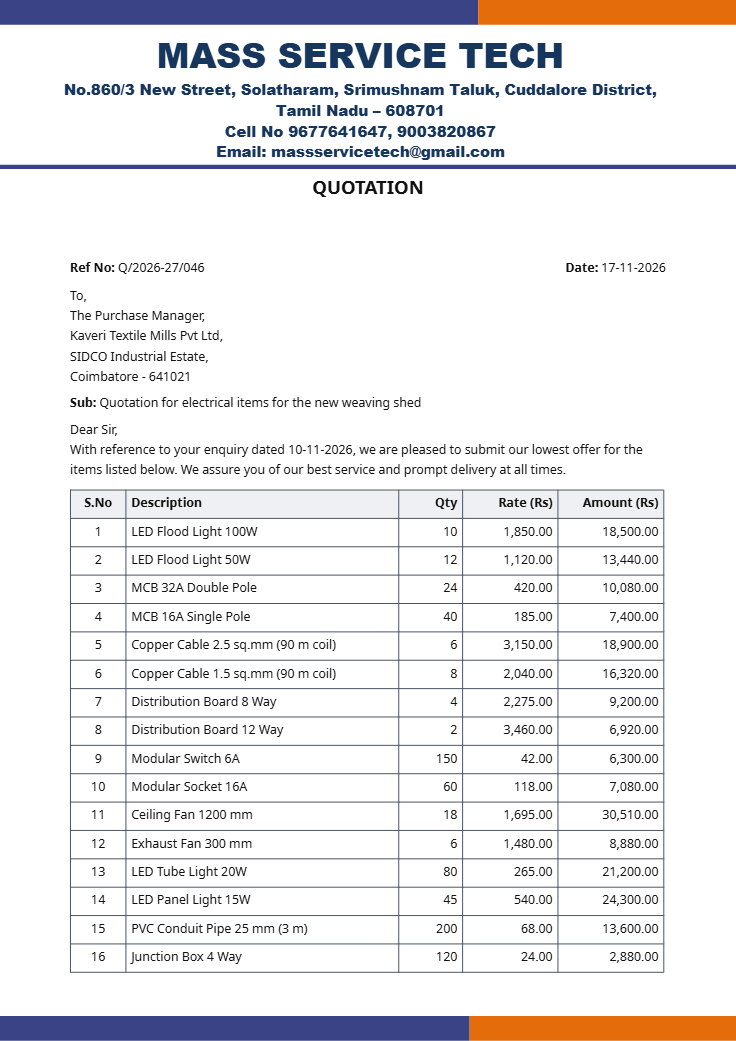 MASS SERVICE TECH
No.860/3 New Street, Solatharam, Srimushnam Taluk, Cuddalore District,
Tamil Nadu – 608701
Cell No 9677641647, 9003820867
Email: massservicetech@gmail.com
QUOTATION
Ref No: Q/2026-27/046 Date: 17-11-2026
To,
The Purchase Manager,
Kaveri Textile Mills Pvt Ltd,
SIDCO Industrial Estate,
Coimbatore - 641021
Sub: Quotation for electrical items for the new weaving shed
Dear Sir,
With reference to your enquiry dated 10-11-2026, we are pleased to submit our lowest offer for the
items listed below. We assure you of our best service and prompt delivery at all times.
S.No Description Qty Rate (Rs) Amount (Rs)
1 LED Flood Light 100W 10 1,850.00 18,500.00
2 LED Flood Light 50W 12 1,120.00 13,440.00
3 MCB 32A Double Pole 24 420.00 10,080.00
4 MCB 16A Single Pole 40 185.00 7,400.00
5 Copper Cable 2.5 sq.mm (90 m coil) 6 3,150.00 18,900.00
6 Copper Cable 1.5 sq.mm (90 m coil) 8 2,040.00 16,320.00
7 Distribution Board 8 Way 4 2,275.00 9,200.00
8 Distribution Board 12 Way 2 3,460.00 6,920.00
9 Modular Switch 6A 150 42.00 6,300.00
10 Modular Socket 16A 60 118.00 7,080.00
11 Ceiling Fan 1200 mm 18 1,695.00 30,510.00
12 Exhaust Fan 300 mm 6 1,480.00 8,880.00
13 LED Tube Light 20W 80 265.00 21,200.00
14 LED Panel Light 15W 45 540.00 24,300.00
15 PVC Conduit Pipe 25 mm (3 m) 200 68.00 13,600.00
16 Junction Box 4 Way 120 24.00 2,880.00